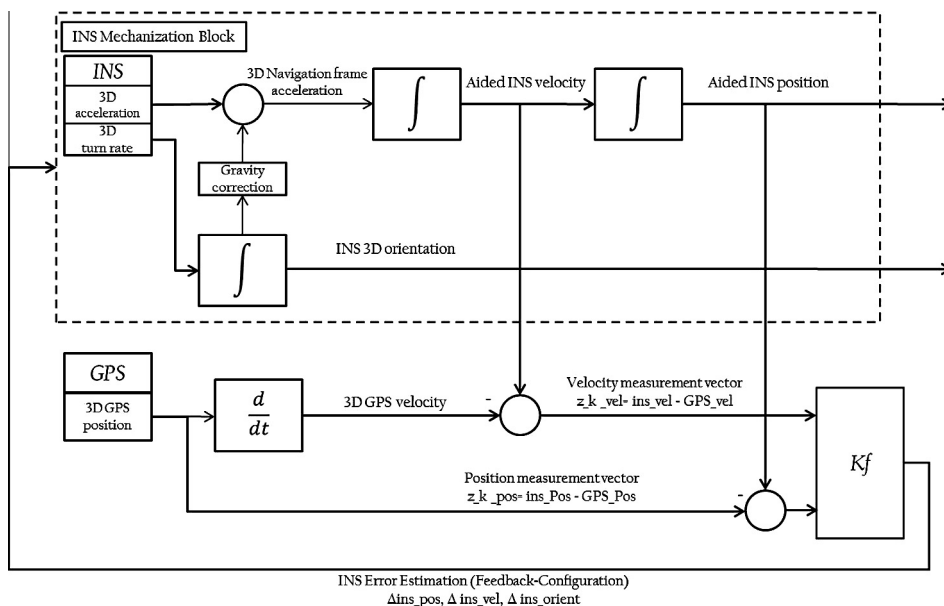 INS Mechanization Block
INS
3D
acceleration
3D
turn rate
3D Navigation frame
acceleration
∫
Aided INS velocity
∫
Aided INS position
Gravity
correction
∫
INS 3D orientation
GPS
3D GPS
position
d
dt
3D GPS velocity
-
Velocity measurement vector
z_k _vel= ins_vel - GPS_vel
Position measurement vector
z_k _pos= ins_Pos - GPS_Pos
-
Kf
INS Error Estimation (Feedback-Configuration)
Δins_pos, Δ ins_vel, Δ ins_orient